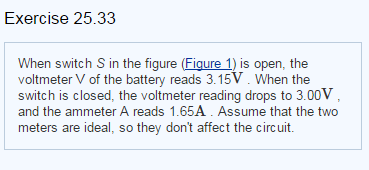 Exercise 25.33
When switch S in the figure (Figure 1) is open, the
voltmeter V of the battery reads 3.15V . When the
switch is closed, the voltmeter reading drops to 3.00V ,
and the ammeter A reads 1.65A . Assume that the two
meters are ideal, so they don't affect the circuit.